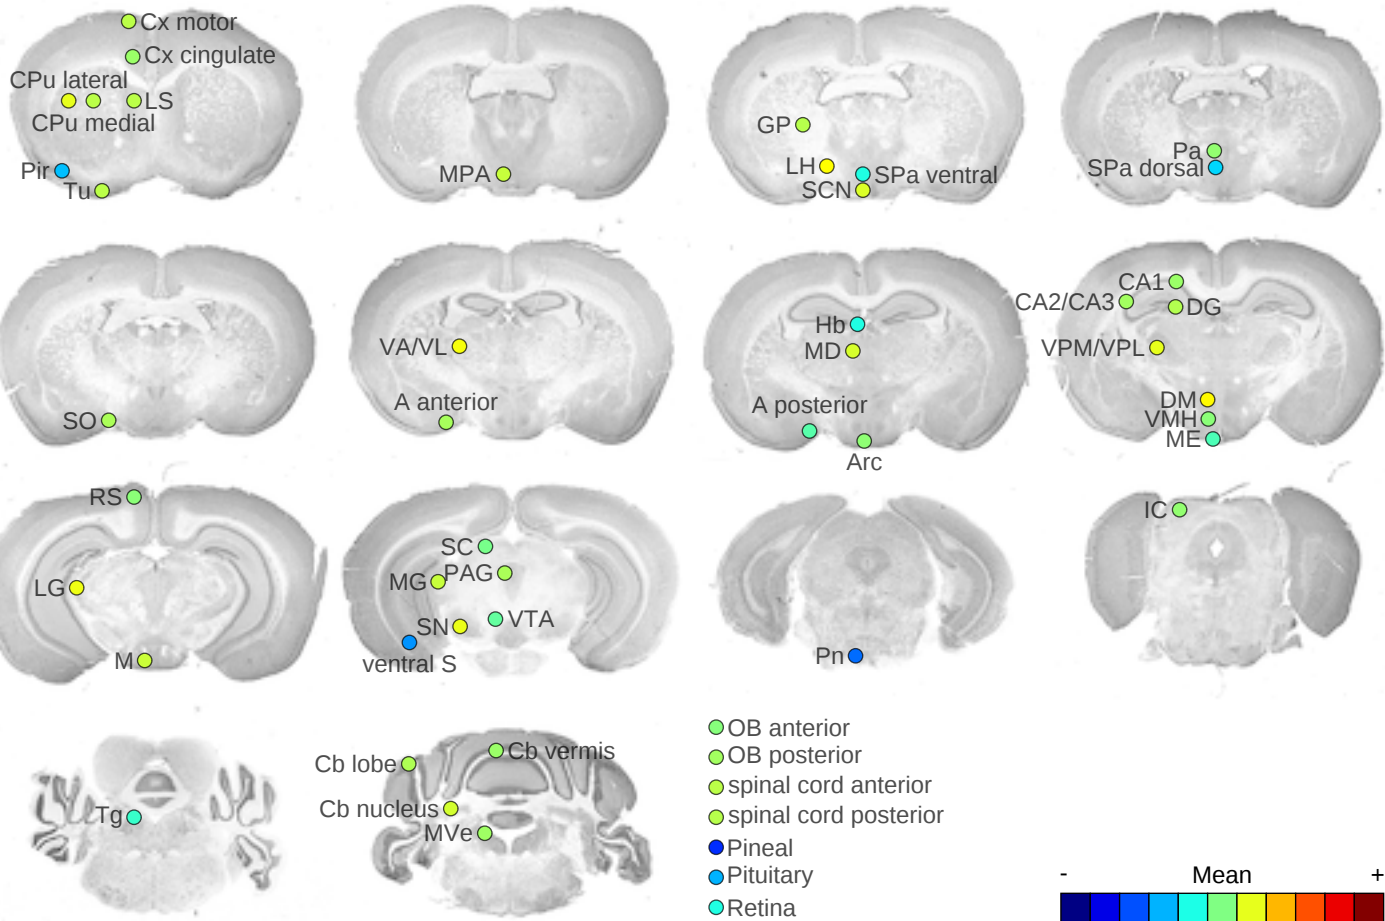 Cx motor
Cx cingulate
CPu lateral
LS
CPu medial
Pir
Tu
MPA
GP
LH
SPa ventral
SCN
Pa
SPa dorsal
SO
VA/VL
A anterior
Hb
MD
A posterior
Arc
CA1
CA2/CA3
DG
VPM/VPL
DM
VMH
ME
RS
LG
M
SC
PAG
MG
SN
VTA
ventral S
Pn
IC
Tg
Cb lobe
Cb vermis
Cb nucleus
MVe
OB anterior
OB posterior
spinal cord anterior
spinal cord posterior
Pineal
Pituitary
Retina
- Mean +